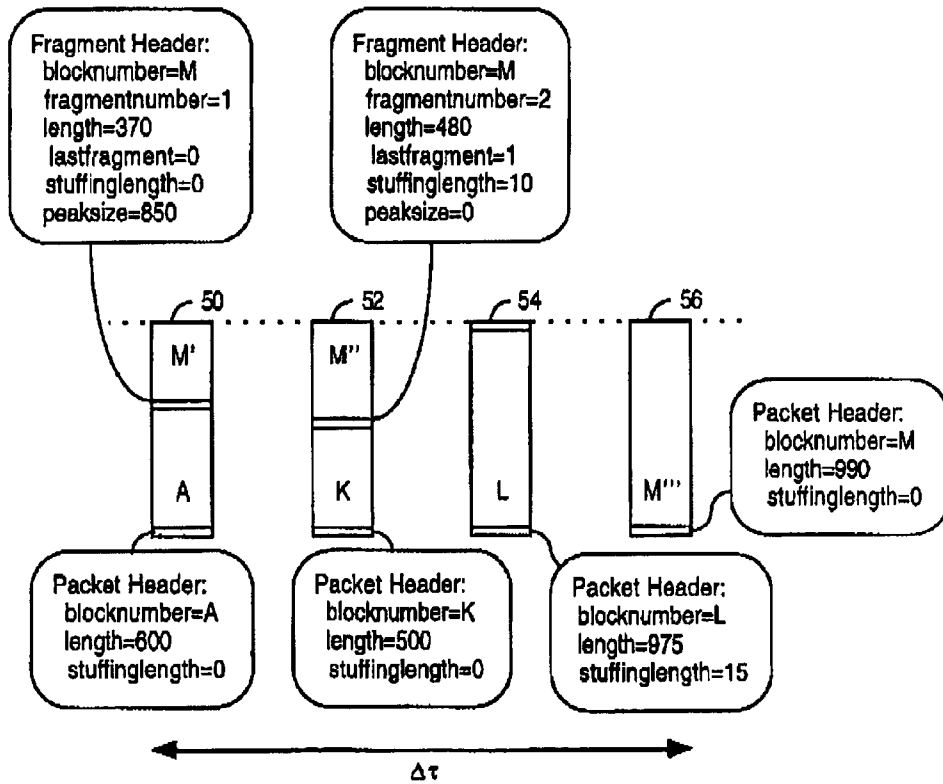 Fragment Header:
blocknumber=M
fragmentnumber=1
length=370
lastfragment=0
stuffinglength=0
peaksize=850
Fragment Header:
blocknumber=M
fragmentnumber=2
length=480
lastfragment=1
stuffinglength=10
peaksize=0
50
52
54
56
M'
M''
A
K
L
M'''
Packet Header:
blocknumber=M
length=990
stuffinglength=0
Packet Header:
blocknumber=A
length=600
stuffinglength=0
Packet Header:
blocknumber=K
length=500
stuffinglength=0
Packet Header:
blocknumber=L
length=975
stuffinglength=15
Δτ